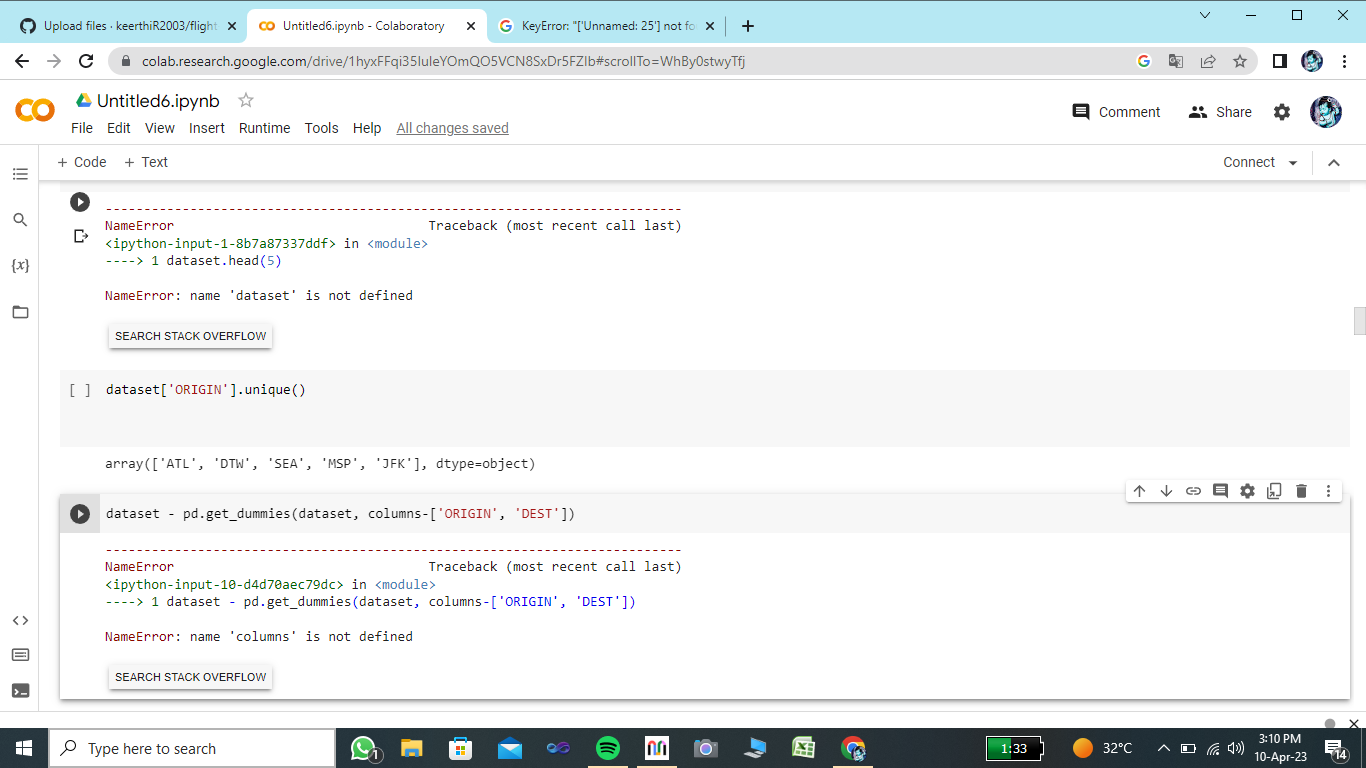 Upload files · keerthiR2003/flight
Untitled6.ipynb - Colaboratory
KeyError: "['Unnamed: 25'] not fo
colab.research.google.com/drive/1hyxFFqi35luleYOmQO5VCN8SxDr5FZIb#scrollTo=WhBy0stwyTfj
Untitled6.ipynb
Comment
Share
File Edit View Insert Runtime Tools Help All changes saved
+ Code + Text
Connect
---------------------------------------------------------------------------
NameError Traceback (most recent call last)
<ipython-input-1-8b7a87337ddf> in <module>
----> 1 dataset.head(5)
NameError: name 'dataset' is not defined
SEARCH STACK OVERFLOW
[ ] dataset['ORIGIN'].unique()
array(['ATL', 'DTW', 'SEA', 'MSP', 'JFK'], dtype=object)
dataset - pd.get_dummies(dataset, columns-['ORIGIN', 'DEST'])
---------------------------------------------------------------------------
NameError Traceback (most recent call last)
<ipython-input-10-d4d70aec79dc> in <module>
----> 1 dataset - pd.get_dummies(dataset, columns-['ORIGIN', 'DEST'])
NameError: name 'columns' is not defined
SEARCH STACK OVERFLOW
Type here to search
1
1:33
32°C
3:10 PM
10-Apr-23
14